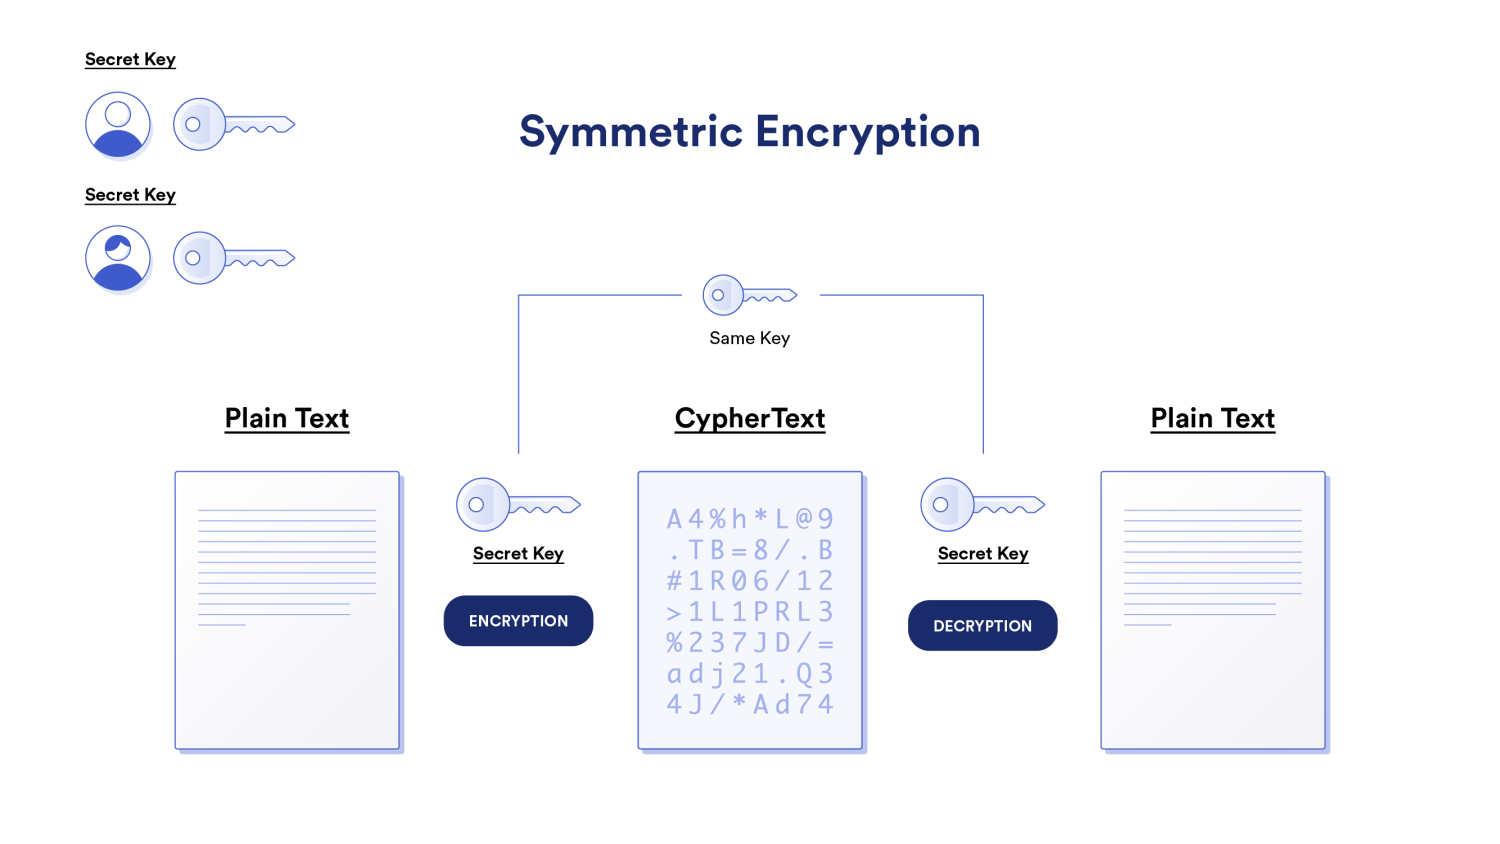 Secret Key
Symmetric Encryption
Secret Key
Same Key
Plain Text
CypherText
Plain Text
Secret Key
ENCRYPTION
A4%h*L@9
.TB=8/.B
#1R06/12
>1L1PRL3
%237JD/=
adj21.Q3
4J/*Ad74
Secret Key
DECRYPTION